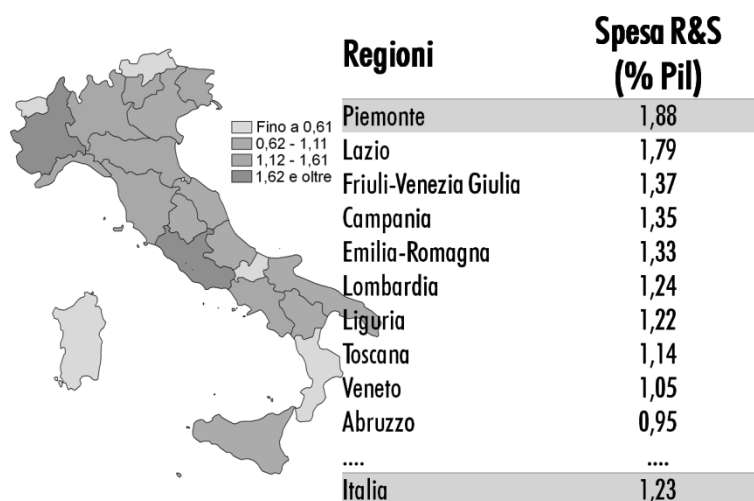 Regioni Spesa R&S
(% Pil)
Fino a 0,61
0,62 - 1,11
1,12 - 1,61
1,62 e oltre
Piemonte 1,88
Lazio 1,79
Friuli-Venezia Giulia 1,37
Campania 1,35
Emilia-Romagna 1,33
Lombardia 1,24
Liguria 1,22
Toscana 1,14
Veneto 1,05
Abruzzo 0,95
.... ....
Italia 1,23